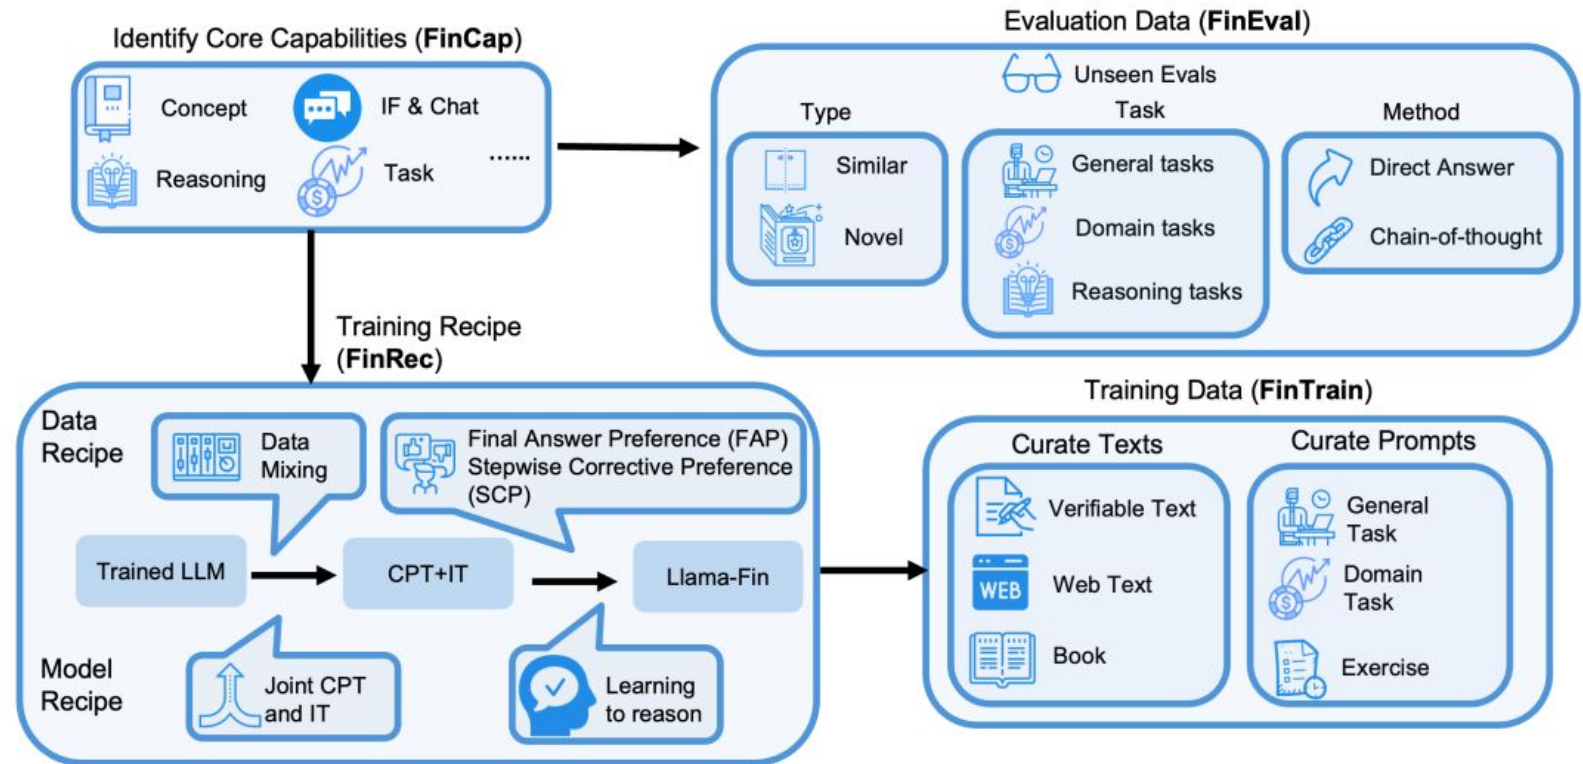 Identify Core Capabilities (FinCap)
Concept
IF & Chat
Reasoning
Task
......
Evaluation Data (FinEval)
Unseen Evals
Type
Similar
Novel
Task
General tasks
Domain tasks
Reasoning tasks
Method
Direct Answer
Chain-of-thought
Training Recipe
(FinRec)
Data
Recipe
Data
Mixing
Final Answer Preference (FAP)
Stepwise Corrective Preference
(SCP)
Trained LLM
CPT+IT
Llama-Fin
Model
Recipe
Joint CPT
and IT
Learning
to reason
Training Data (FinTrain)
Curate Texts
Verifiable Text
WEB
Web Text
Book
Curate Prompts
General
Task
Domain
Task
Exercise